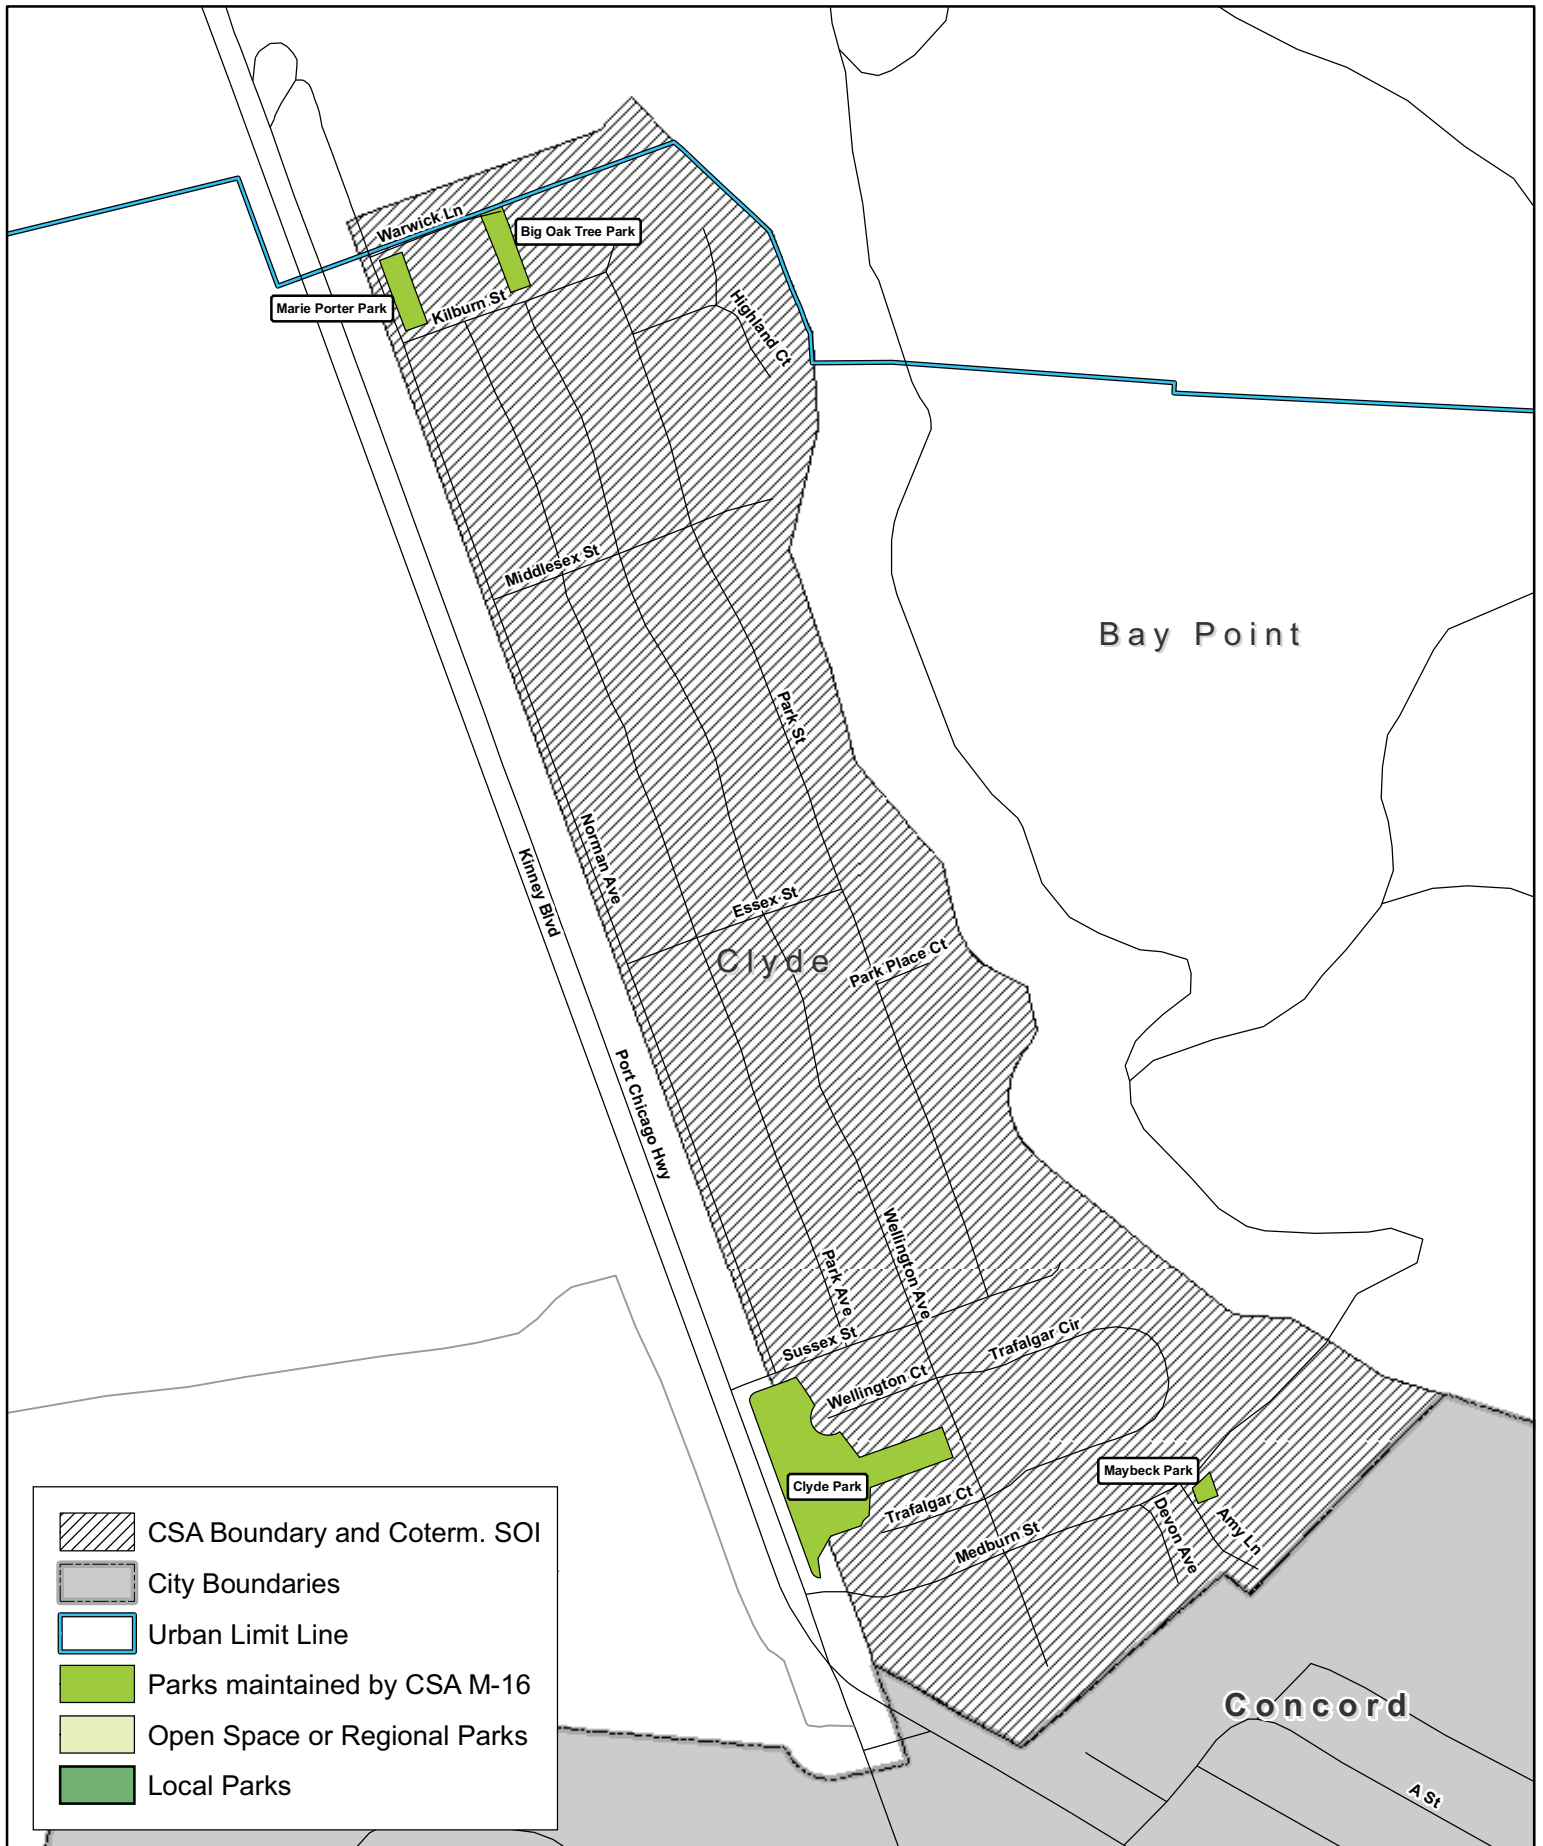 Warwick Ln
Big Oak Tree Park
Marie Porter Park
Kilburn St
Highland Ct
Middlesex St
Bay Point
Park St
Norman Ave
Kinney Blvd
Essex St
Clyde
Park Place Ct
Port Chicago Hwy
Wellington Ave
Park Ave
Sussex St
Trafalgar Cir
Wellington Ct
Maybeck Park
Clyde Park
Trafalgar Ct
Devon Ave
Amy Ln
Medburn St
CSA Boundary and Coterm. SOI
City Boundaries
Urban Limit Line
Parks maintained by CSA M-16
Open Space or Regional Parks
Local Parks
Concord
A St